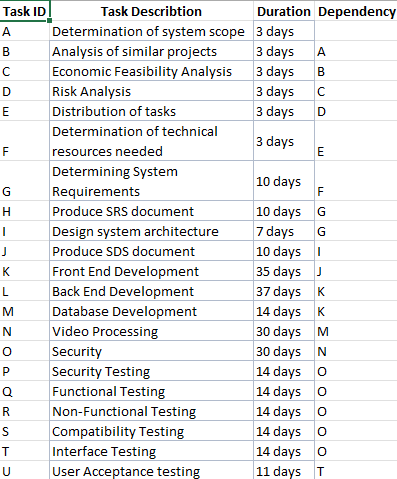 Task ID Task Describtion Duration Dependency
A Determination of system scope 3 days
B Analysis of similar projects 3 days A
C Economic Feasibility Analysis 3 days B
D Risk Analysis 3 days C
E Distribution of tasks 3 days D
F Determination of technical resources needed 3 days E
G Determining System Requirements 10 days F
H Produce SRS document 10 days G
I Design system architecture 7 days G
J Produce SDS document 10 days I
K Front End Development 35 days J
L Back End Development 37 days K
M Database Development 14 days K
N Video Processing 30 days M
O Security 30 days N
P Security Testing 14 days O
Q Functional Testing 14 days O
R Non-Functional Testing 14 days O
S Compatibility Testing 14 days O
T Interface Testing 14 days O
U User Acceptance testing 11 days T